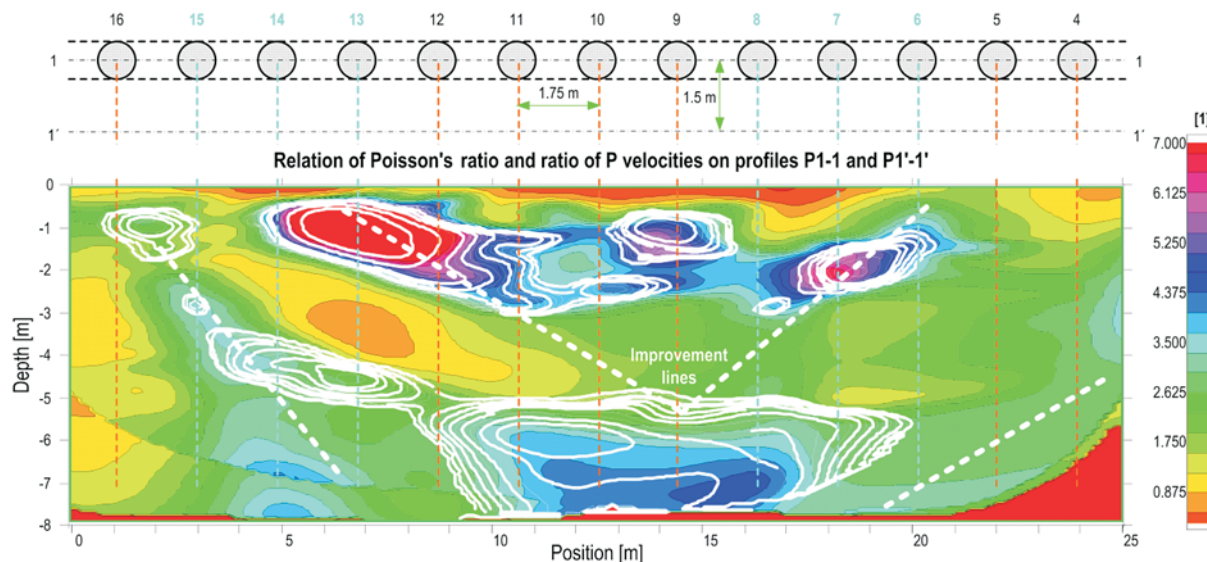 16 15 14 13 12 11 10 9 8 7 6 5 4
1 1
1.75 m 1.5 m
1´ 1´
[1]
Relation of Poisson's ratio and ratio of P velocities on profiles P1-1 and P1'-1'
7.000
6.125
5.250
4.375
3.500
2.625
1.750
0.875
0
-1
-2
-3
-4
-5
-6
-7
-8
Depth [m]
Improvement
lines
0 5 10 15 20 25
Position [m]